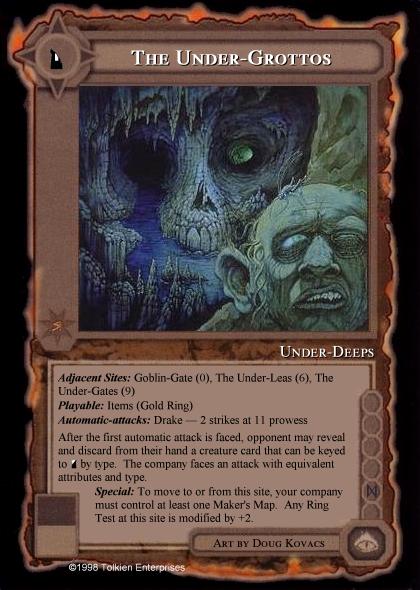 The Under-Grottos
Under-Deeps
Adjacent Sites: Goblin-Gate (0), The Under-Leas (6), The
Under-Gates (9)
Playable: Items (Gold Ring)
Automatic-attacks: Drake — 2 strikes at 11 prowess
After the first automatic attack is faced, opponent may reveal
and discard from their hand a creature card that can be keyed
to by type. The company faces an attack with equivalent
attributes and type.
Special: To move to or from this site, your company
must control at least one Maker's Map. Any Ring
Test at this site is modified by +2.
Art by Doug Kovacs
©1998 Tolkien Enterprises